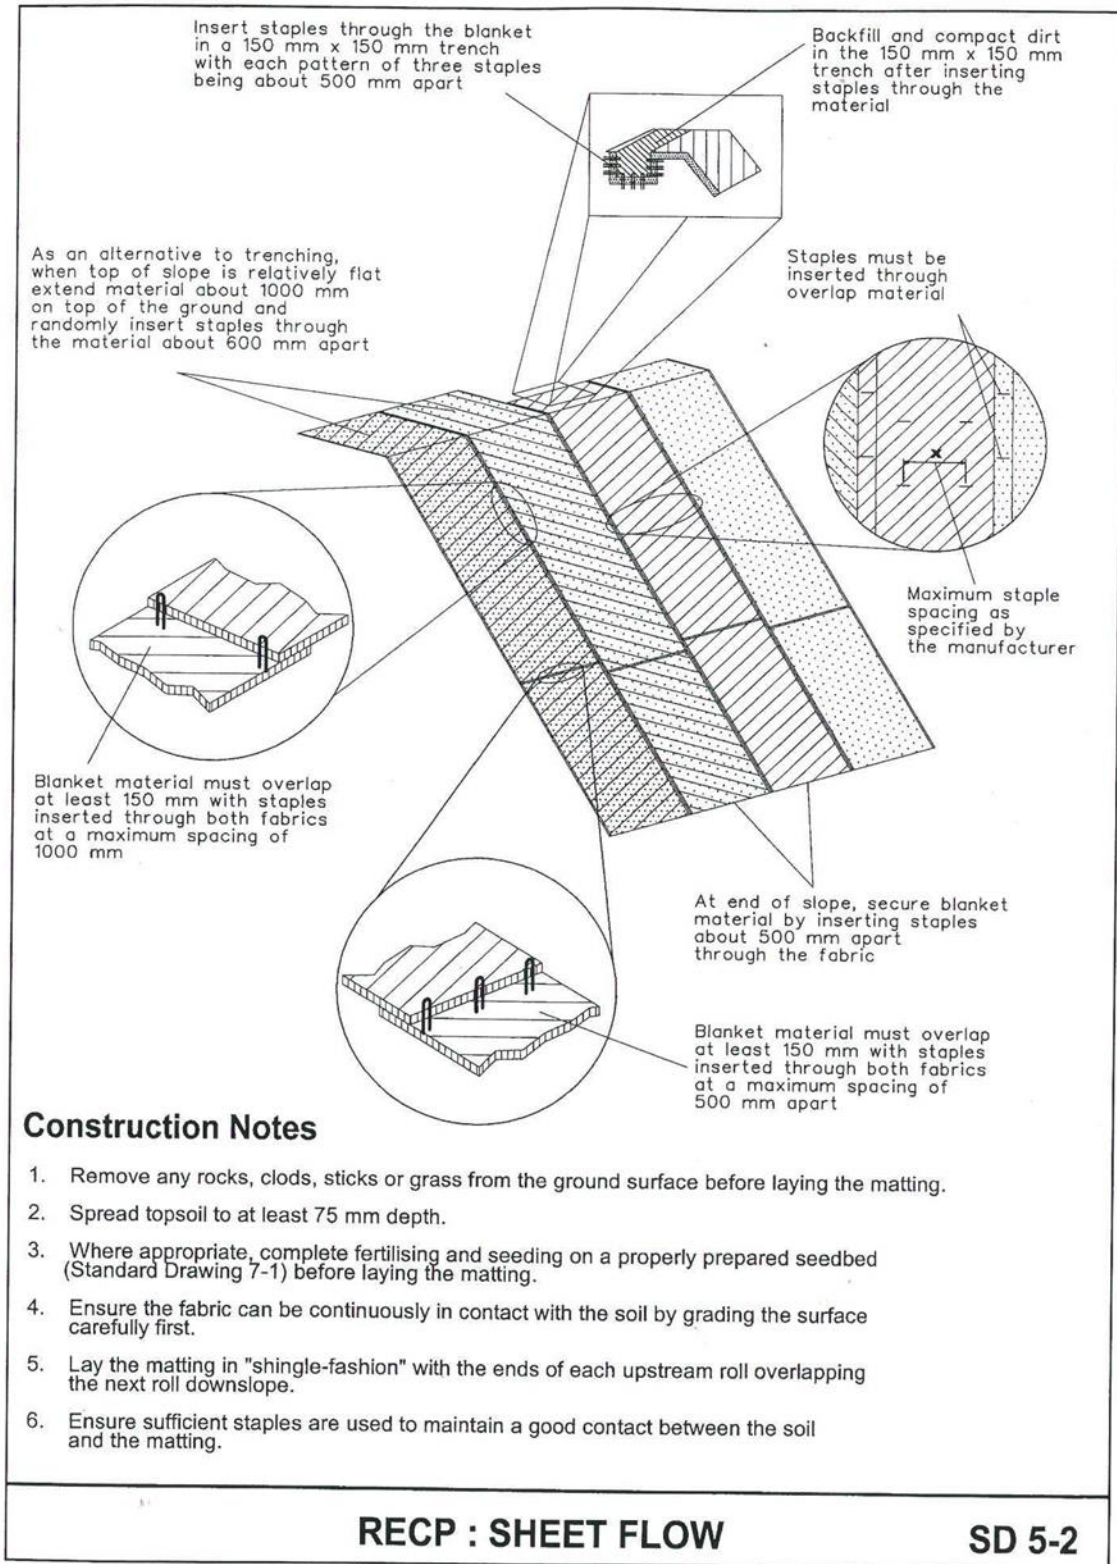 Insert staples through the blanket
in a 150 mm x 150 mm trench
with each pattern of three staples
being about 500 mm apart
Backfill and compact dirt
in the 150 mm x 150 mm
trench after inserting
staples through the
material
As an alternative to trenching,
when top of slope is relatively flat
extend material about 1000 mm
on top of the ground and
randomly insert staples through
the material about 600 mm apart
Staples must be
inserted through
overlap material
x
Maximum staple
spacing as
specified by
the manufacturer
Blanket material must overlap
at least 150 mm with staples
inserted through both fabrics
at a maximum spacing of
1000 mm
At end of slope, secure blanket
material by inserting staples
about 500 mm apart
through the fabric
Blanket material must overlap
at least 150 mm with staples
inserted through both fabrics
at a maximum spacing of
500 mm apart
Construction Notes
1. Remove any rocks, clods, sticks or grass from the ground surface before laying the matting.
2. Spread topsoil to at least 75 mm depth.
3. Where appropriate, complete fertilising and seeding on a properly prepared seedbed
(Standard Drawing 7-1) before laying the matting.
4. Ensure the fabric can be continuously in contact with the soil by grading the surface
carefully first.
5. Lay the matting in "shingle-fashion" with the ends of each upstream roll overlapping
the next roll downslope.
6. Ensure sufficient staples are used to maintain a good contact between the soil
and the matting.
RECP : SHEET FLOW
SD 5-2